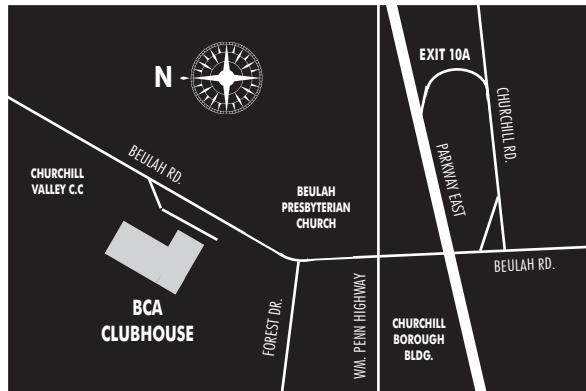 EXIT 10A
N
CHURCHILL RD.
BEULAH RD.
PARKWAY EAST
CHURCHILL
VALLEY C.C
BEULAH
PRESBYTERIAN
CHURCH
BEULAH RD.
BCA
CLUBHOUSE
FOREST DR.
WM. PENN HIGHWAY
CHURCHILL
BOROUGH
BLDG.